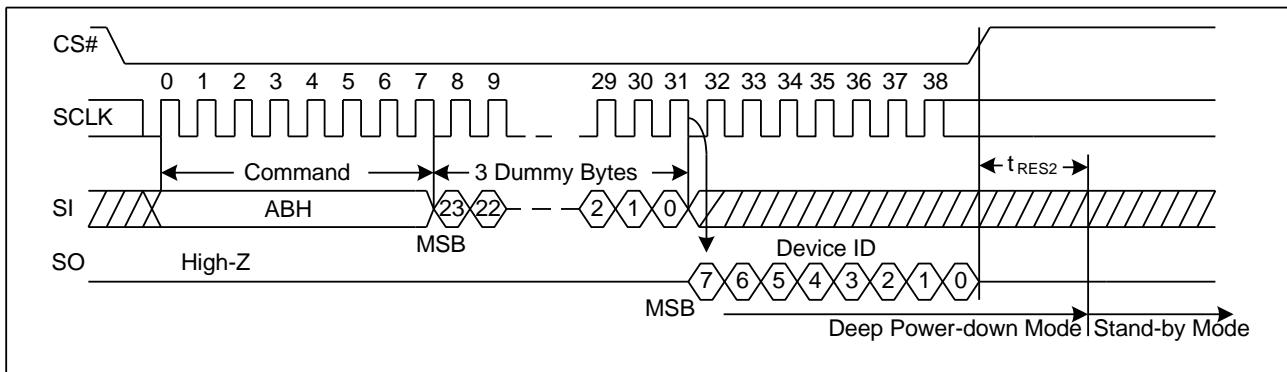 CS#
0 1 2 3 4 5 6 7 8 9 29 30 31 32 33 34 35 36 37 38
SCLK
Command 3 Dummy Bytes tRES2
SI ABH 23 22 2 1 0
MSB Device ID
SO High-Z 7 6 5 4 3 2 1 0
MSB
Deep Power-down Mode Stand-by Mode